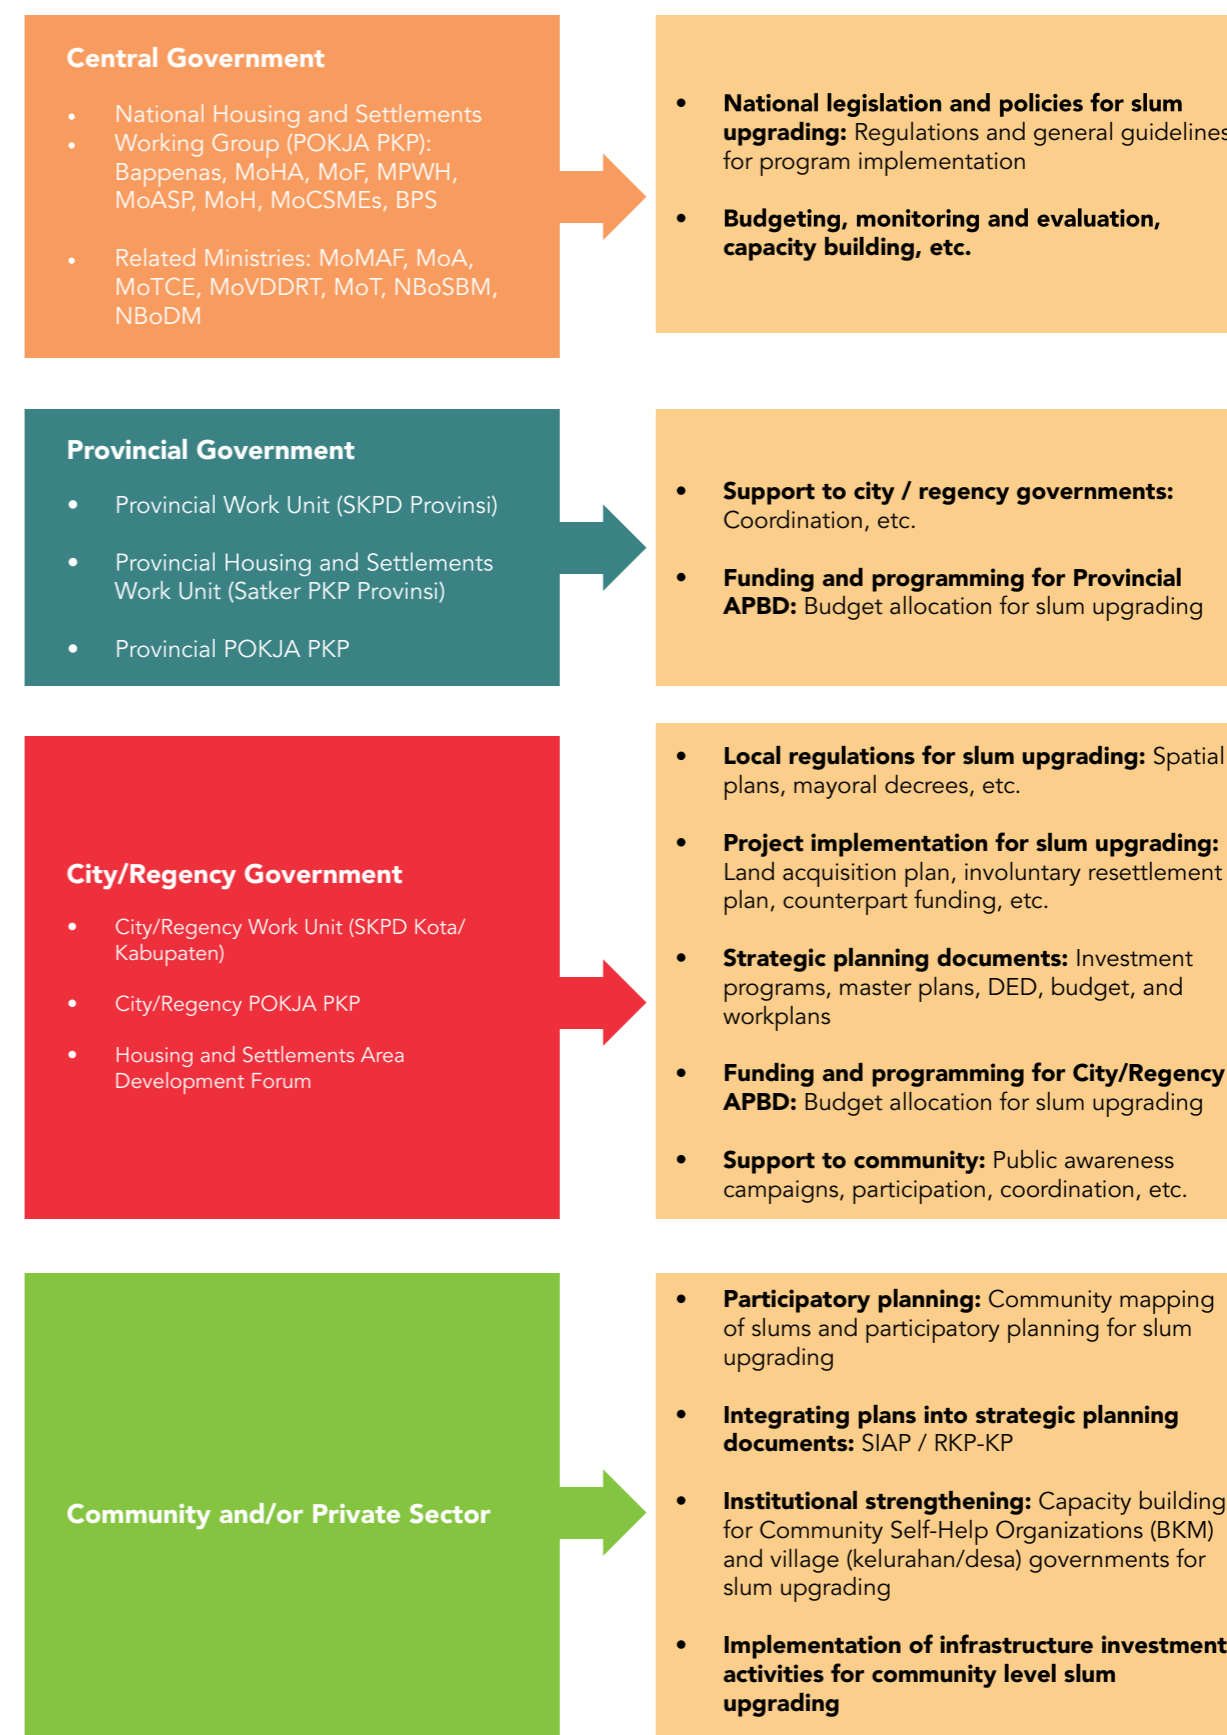 Central Government
• National Housing and Settlements
• Working Group (POKJA PKP):
Bappenas, MoHA, MoF, MPWH,
MoASP, MoH, MoCSMEs, BPS
• Related Ministries: MoMAF, MoA,
MoTCE, MoVDDRT, MoT, NBoSBM,
NBoDM
• National legislation and policies for slum
upgrading: Regulations and general guidelines
for program implementation
• Budgeting, monitoring and evaluation,
capacity building, etc.
Provincial Government
• Provincial Work Unit (SKPD Provinsi)
• Provincial Housing and Settlements
Work Unit (Satker PKP Provinsi)
• Provincial POKJA PKP
• Support to city / regency governments:
Coordination, etc.
• Funding and programming for Provincial
APBD: Budget allocation for slum upgrading
City/Regency Government
• City/Regency Work Unit (SKPD Kota/
Kabupaten)
• City/Regency POKJA PKP
• Housing and Settlements Area
Development Forum
• Local regulations for slum upgrading: Spatial
plans, mayoral decrees, etc.
• Project implementation for slum upgrading:
Land acquisition plan, involuntary resettlement
plan, counterpart funding, etc.
• Strategic planning documents: Investment
programs, master plans, DED, budget, and
workplans
• Funding and programming for City/Regency
APBD: Budget allocation for slum upgrading
• Support to community: Public awareness
campaigns, participation, coordination, etc.
Community and/or Private Sector
• Participatory planning: Community mapping
of slums and participatory planning for slum
upgrading
• Integrating plans into strategic planning
documents: SIAP / RKP-KP
• Institutional strengthening: Capacity building
for Community Self-Help Organizations (BKM)
and village (kelurahan/desa) governments for
slum upgrading
• Implementation of infrastructure investment
activities for community level slum
upgrading